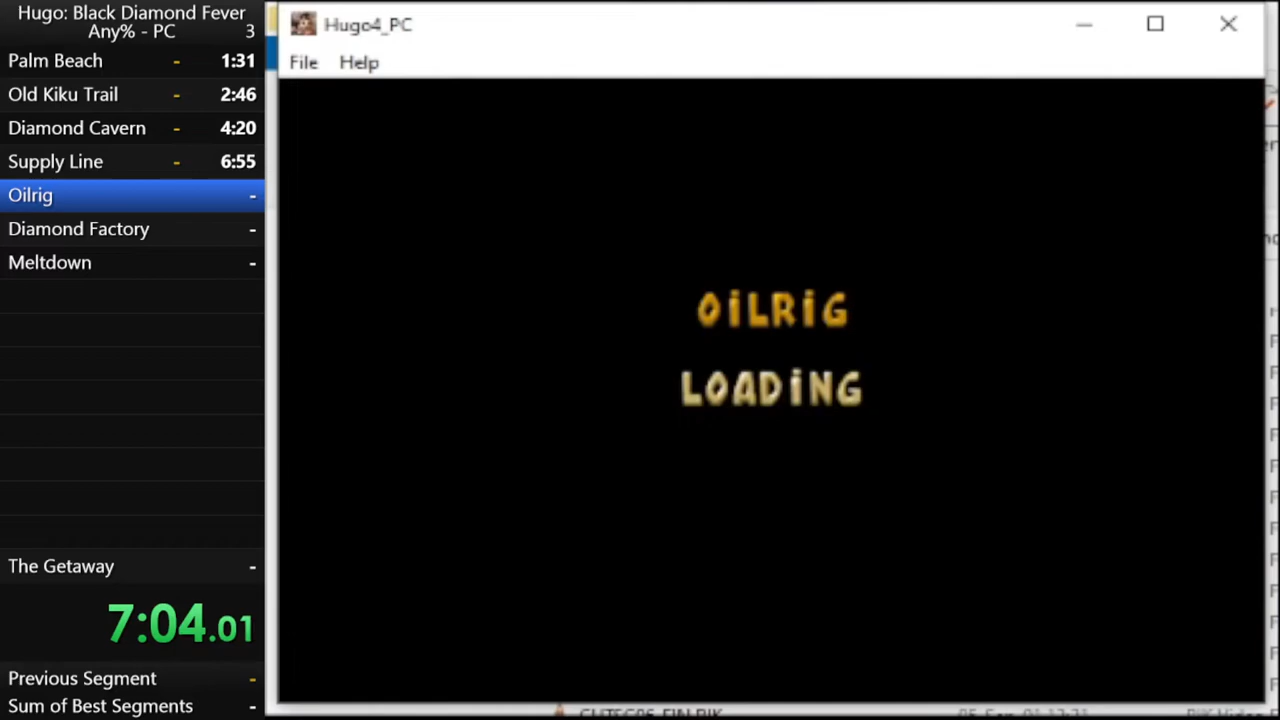 Hugo: Black Diamond Fever
Any% - PC 3
Palm Beach - 1:31
Old Kiku Trail - 2:46
Diamond Cavern - 4:20
Supply Line - 6:55
Oilrig -
Diamond Factory -
Meltdown -
The Getaway -
7:04.01
Previous Segment -
Sum of Best Segments -
Hugo4_PC
File Help
OiLRiG
LOADiNG